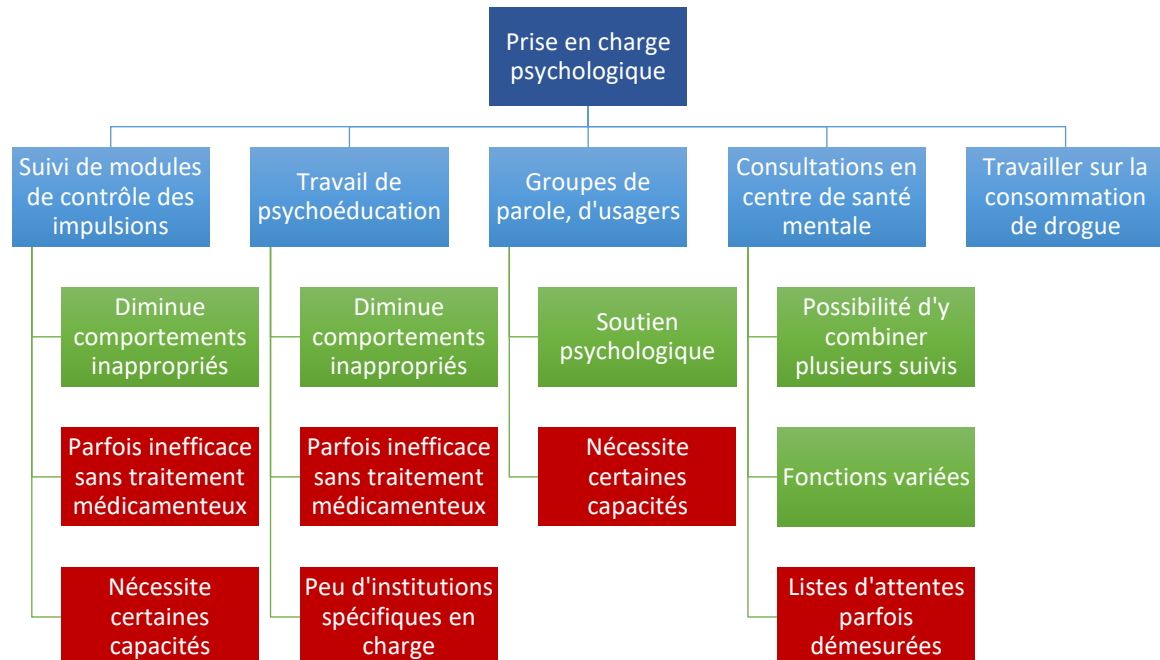 Prise en charge
psychologique
Suivi de modules
de contrôle des
impulsions
Travail de
psychoéducation
Groupes de
parole, d'usagers
Consultations en
centre de santé
mentale
Travailler sur la
consommation
de drogue
Diminue
comportements
inappropriés
Diminue
comportements
inappropriés
Soutien
psychologique
Possibilité d'y
combiner
plusieurs suivis
Parfois inefficace
sans traitement
médicamenteux
Parfois inefficace
sans traitement
médicamenteux
Nécessite
certaines
capacités
Fonctions variées
Nécessite
certaines
capacités
Peu d'institutions
spécifiques en
charge
Listes d'attentes
parfois
démesurées